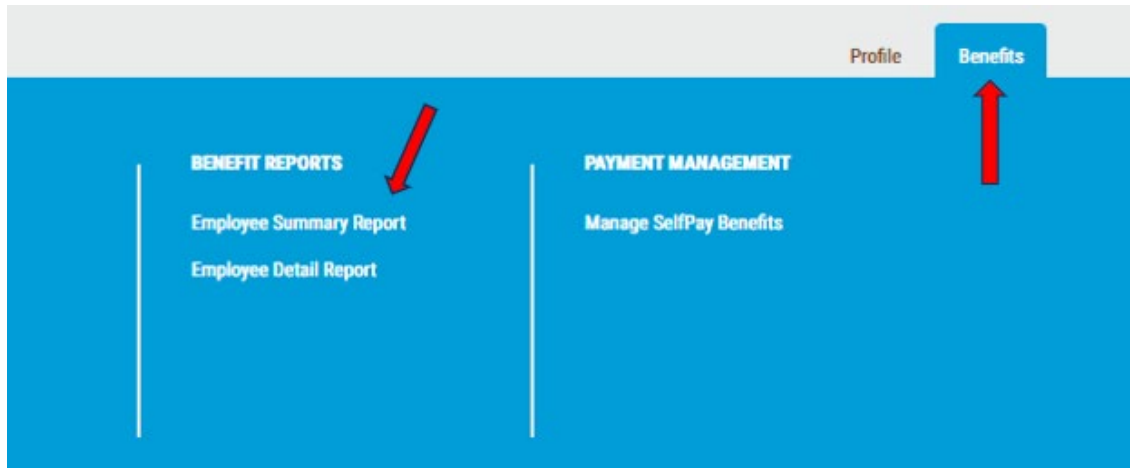 Profile
Benefits
BENEFIT REPORTS
Employee Summary Report
Employee Detail Report
PAYMENT MANAGEMENT
Manage SelfPay Benefits